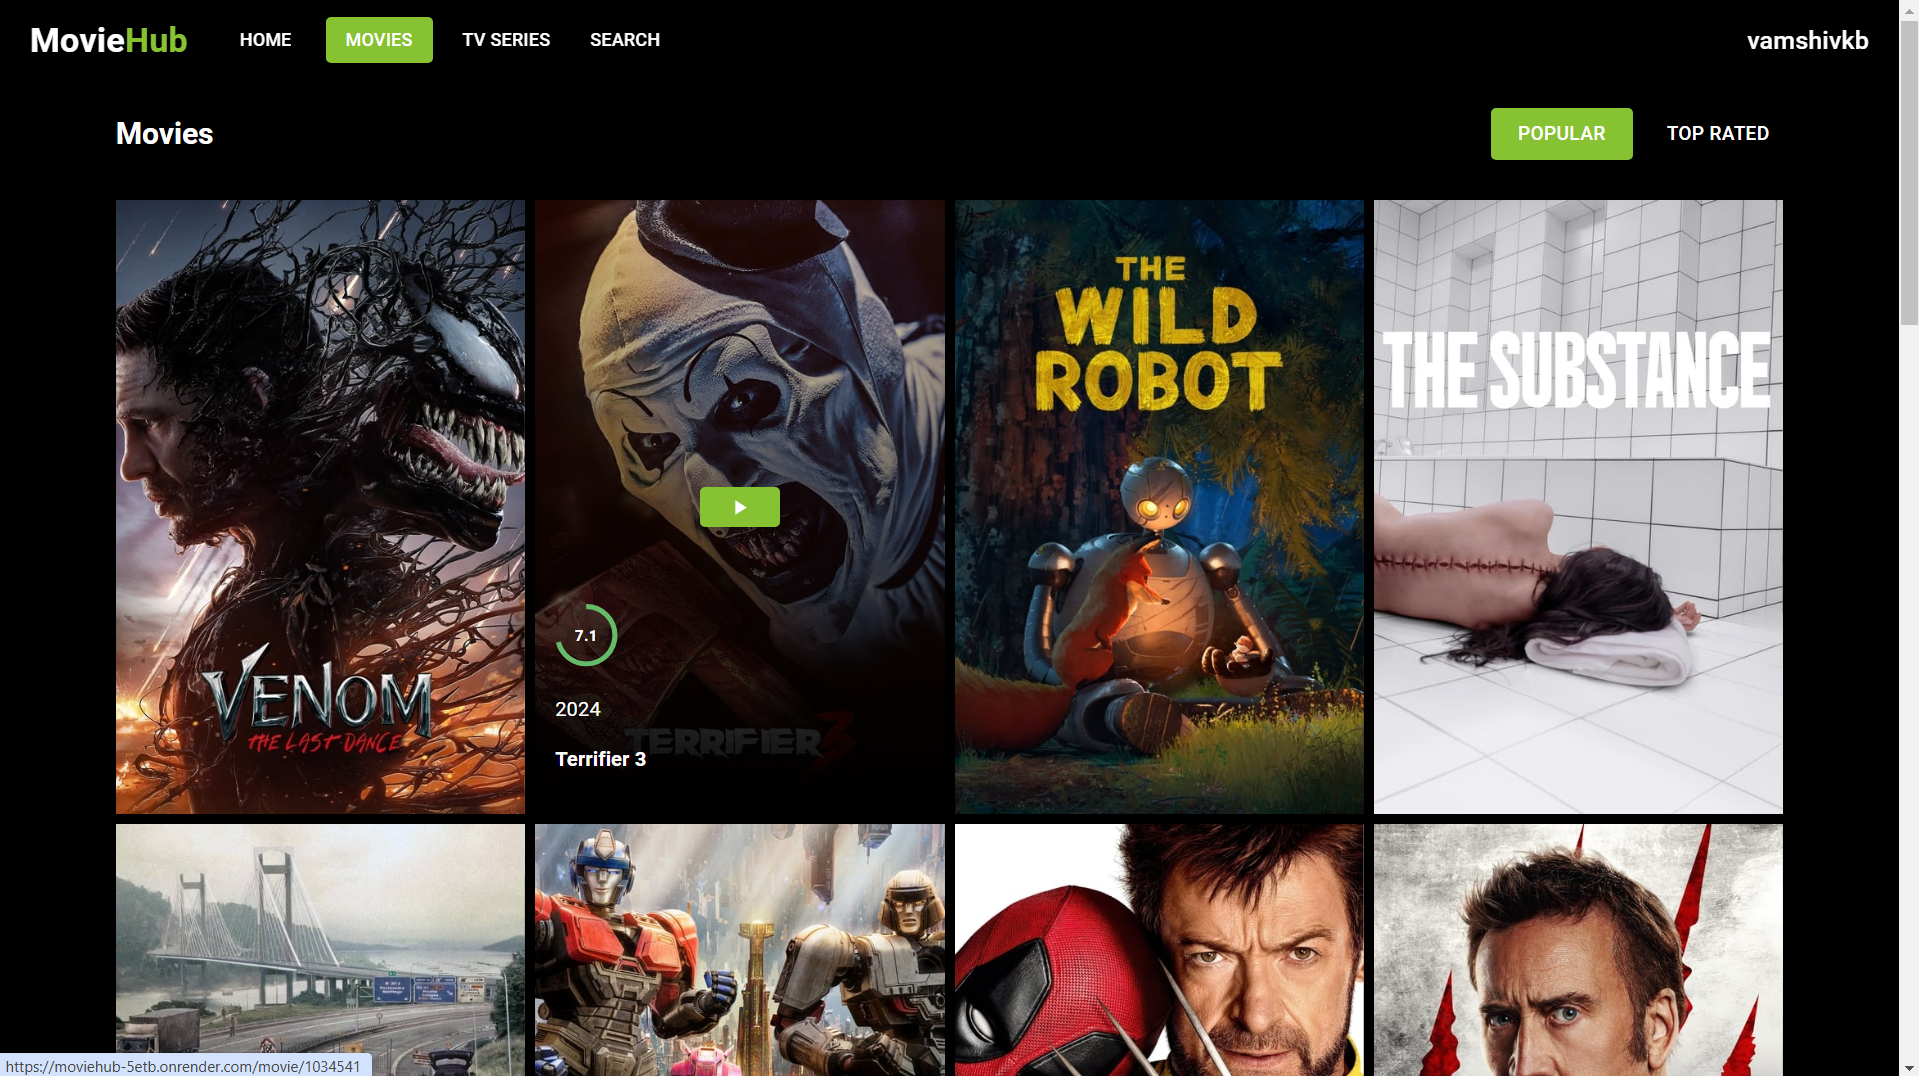 MovieHub HOME MOVIES TV SERIES SEARCH vamshivkb
Movies POPULAR TOP RATED
VENOM
THE LAST DANCE
7.1
2024
TERRIFIER 3
Terrifier 3
THE
WILD
ROBOT
THE SUBSTANCE
https://moviehub-5etb.onrender.com/movie/1034541